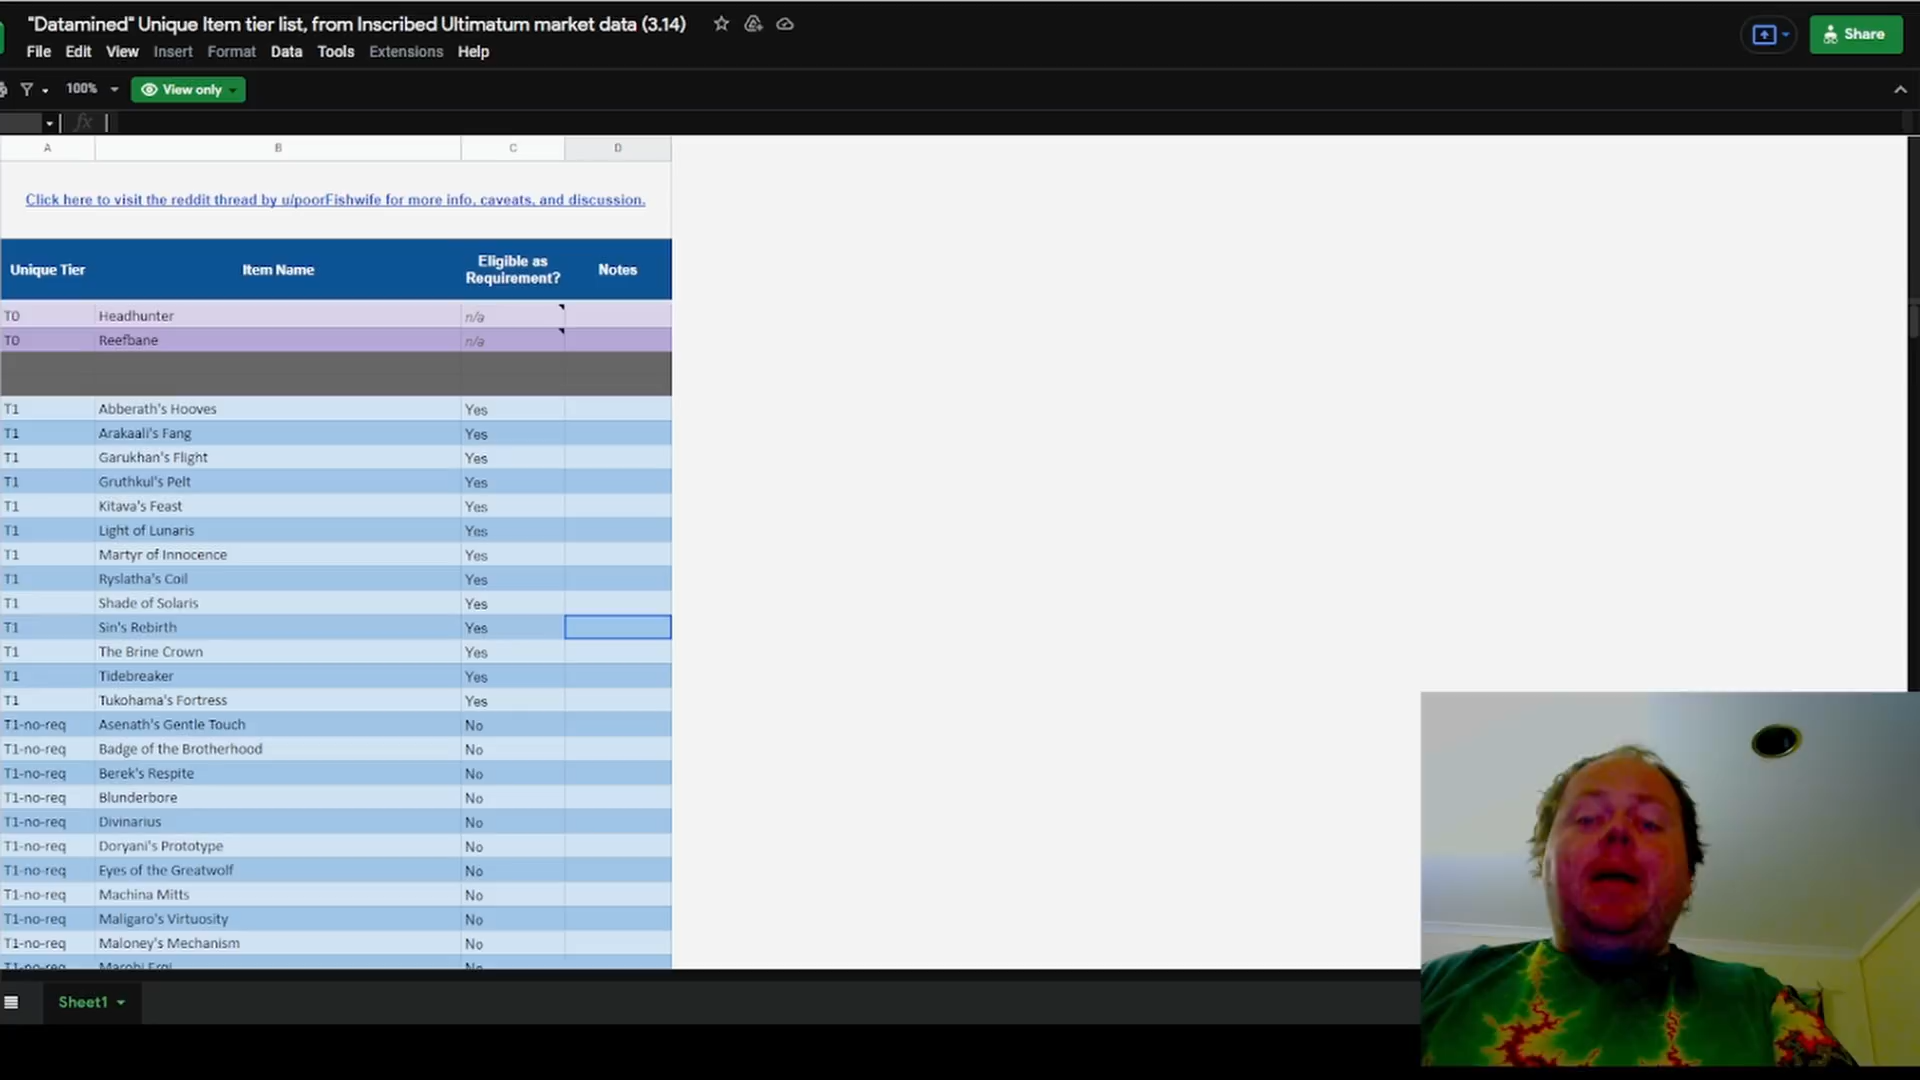 "Datamined" Unique Item tier list, from Inscribed Ultimatum market data (3.14)
Share
File Edit View Insert Format Data Tools Extensions Help
100% View only
fx
A B C D
Click here to visit the reddit thread by u/poorFishwife for more info, caveats, and discussion.
Unique Tier Item Name Eligible as Requirement? Notes
T0 Headhunter n/a
T0 Reefbane n/a
T1 Abberath's Hooves Yes
T1 Arakaali's Fang Yes
T1 Garukhan's Flight Yes
T1 Gruthkul's Pelt Yes
T1 Kitava's Feast Yes
T1 Light of Lunaris Yes
T1 Martyr of Innocence Yes
T1 Ryslatha's Coil Yes
T1 Shade of Solaris Yes
T1 Sin's Rebirth Yes
T1 The Brine Crown Yes
T1 Tidebreaker Yes
T1 Tukohama's Fortress Yes
T1-no-req Asenath's Gentle Touch No
T1-no-req Badge of the Brotherhood No
T1-no-req Berek's Respite No
T1-no-req Blunderbore No
T1-no-req Divinarius No
T1-no-req Doryani's Prototype No
T1-no-req Eyes of the Greatwolf No
T1-no-req Machina Mitts No
T1-no-req Maligaro's Virtuosity No
T1-no-req Maloney's Mechanism No
T1-no-req No
Sheet1